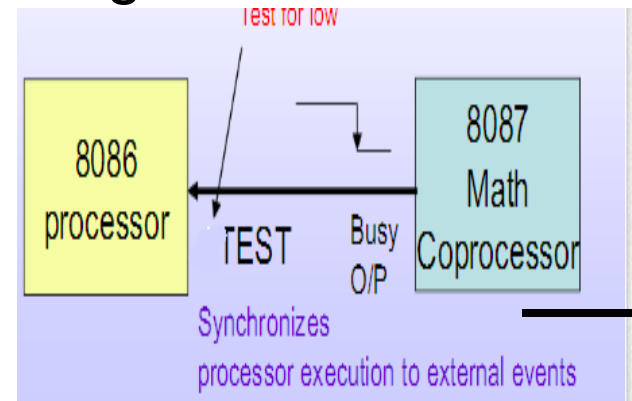 g
Test for low
8086
processor
8087
Math
Coprocessor
TEST
Busy
O/P
Synchronizes
processor execution to external events